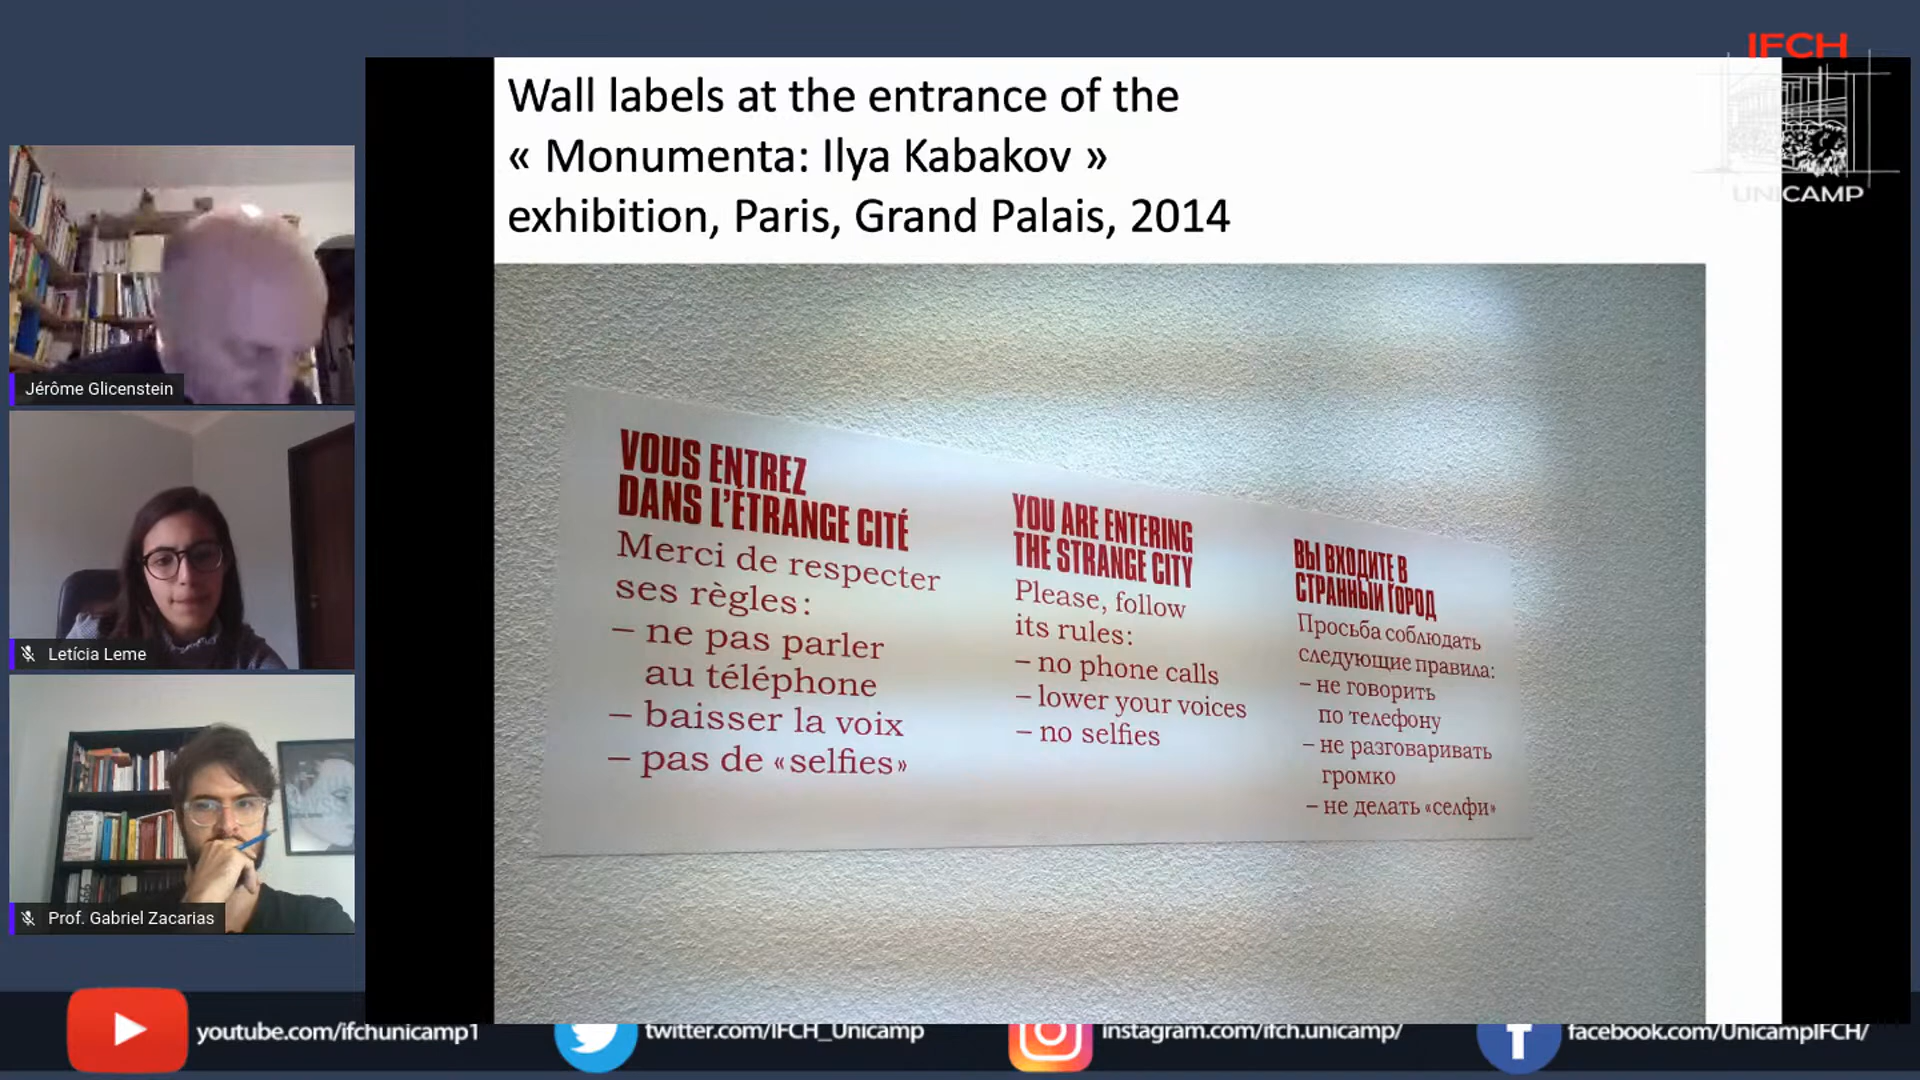 IFCH
UNICAMP
Wall labels at the entrance of the
« Monumenta: Ilya Kabakov »
exhibition, Paris, Grand Palais, 2014
Jérôme Glicenstein
Letícia Leme
Prof. Gabriel Zacarias
VOUS ENTREZ
DANS L'ÉTRANGE CITÉ
Merci de respecter
ses règles :
– ne pas parler
au téléphone
– baisser la voix
– pas de «selfies»
YOU ARE ENTERING
THE STRANGE CITY
Please, follow
its rules:
– no phone calls
– lower your voices
– no selfies
ВЫ ВХОДИТЕ В
СТРАННЫЙ ГОРОД
Просьба соблюдать
следующие правила:
– не говорить
по телефону
– не разговаривать
громко
– не делать «селфи»
youtube.com/ifchunicamp1
twitter.com/IFCH_Unicamp
instagram.com/ifch.unicamp/
facebook.com/UnicampIFCH/